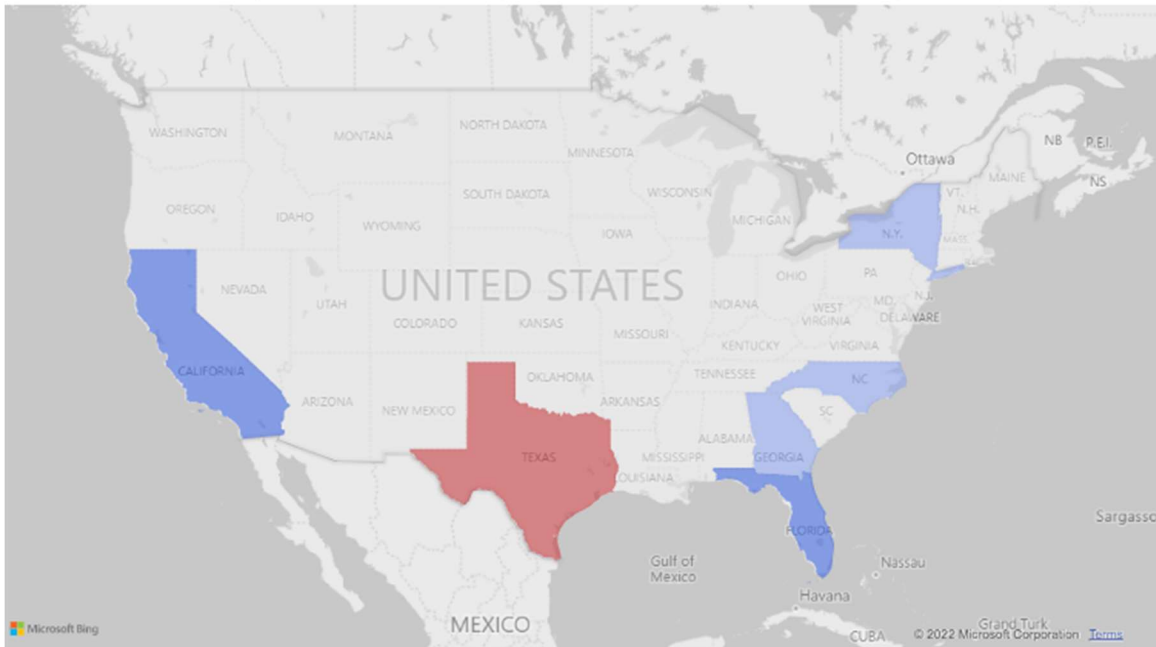 Ottawa
NB
P.E.I.
NS
WASHINGTON
MONTANA
NORTH DAKOTA
MINNESOTA
MAINE
VT.
N.H.
OREGON
IDAHO
WYOMING
SOUTH DAKOTA
WISCONSIN
MICHIGAN
N.Y.
MASS.
IOWA
UNITED STATES
NEVADA
UTAH
COLORADO
KANSAS
MISSOURI
INDIANA
OHIO
PA
N.J.
MD.
DELAWARE
WEST
VIRGINIA
KENTUCKY
VIRGINIA
CALIFORNIA
ARIZONA
NEW MEXICO
OKLAHOMA
ARKANSAS
TENNESSEE
NC
SC
TEXAS
LOUISIANA
MISSISSIPPI
ALABAMA
GEORGIA
FLORIDA
Sargasso
Gulf of
Mexico
Nassau
Havana
MEXICO
CUBA
Grand Turk
Microsoft Bing
© 2022 Microsoft Corporation Terms